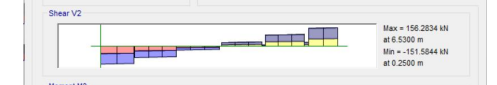 Shear V2
Max = 156.2834 kN
at 6.5300 m
Min = -151.5844 kN
at 0.2500 m